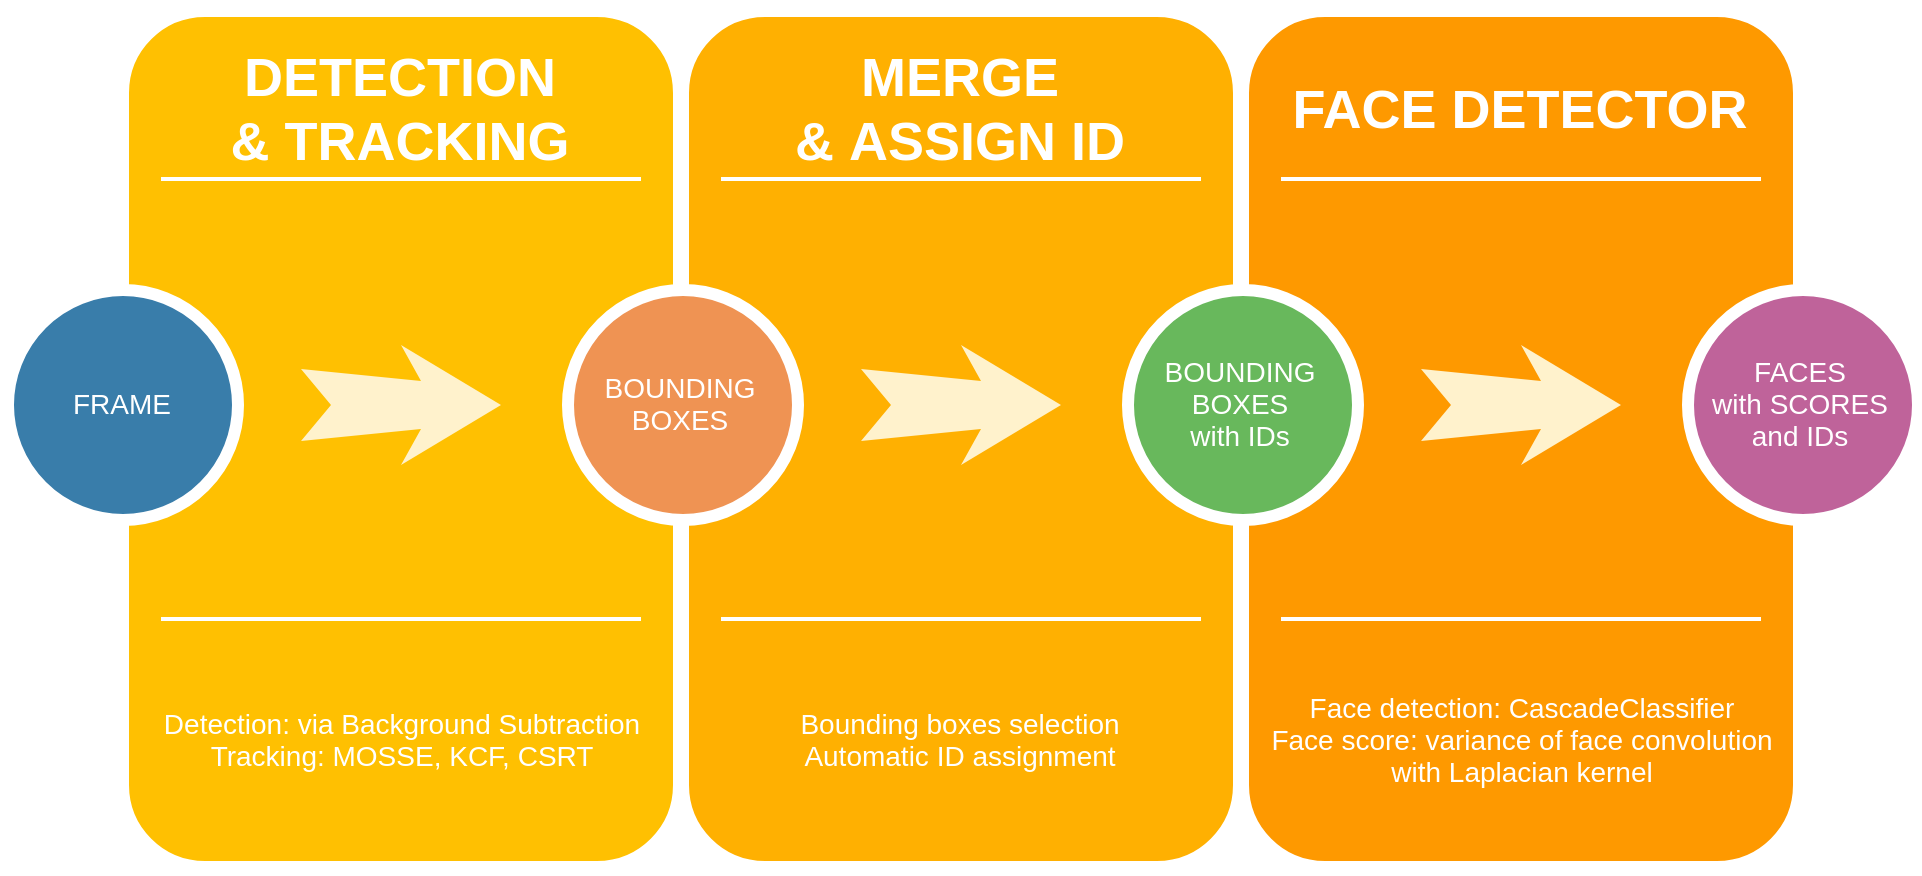 DETECTION
& TRACKING
MERGE
& ASSIGN ID
FACE DETECTOR
FRAME
BOUNDING
BOXES
BOUNDING
BOXES
with IDs
FACES
with SCORES
and IDs
Detection: via Background Subtraction
Tracking: MOSSE, KCF, CSRT
Bounding boxes selection
Automatic ID assignment
Face detection: CascadeClassifier
Face score: variance of face convolution
with Laplacian kernel